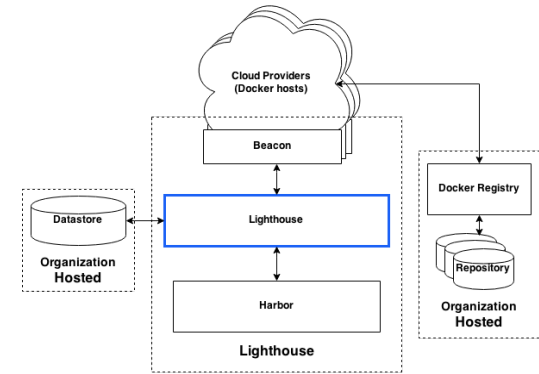 Cloud Providers
(Docker hosts)
Beacon
Docker Registry
Datastore
Lighthouse
Repository
Organization
Hosted
Harbor
Organization
Hosted
Lighthouse